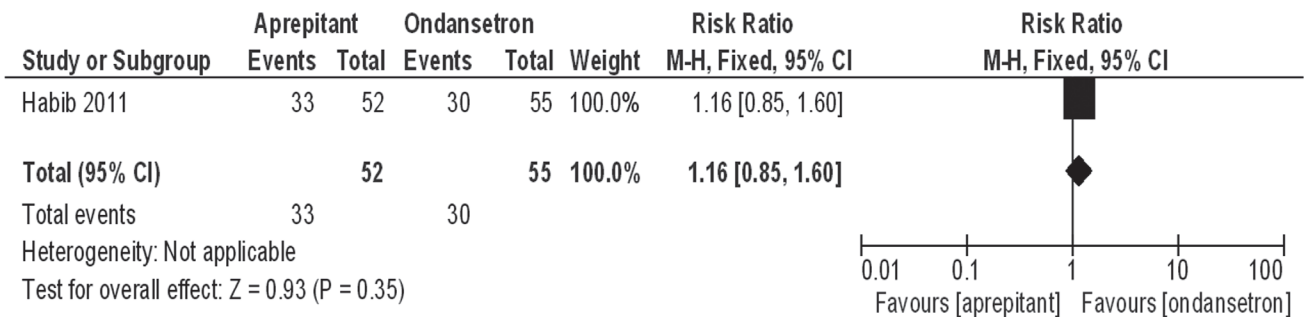 Aprepitant Ondansetron Risk Ratio Risk Ratio
Study or Subgroup Events Total Events Total Weight M-H, Fixed, 95% CI M-H, Fixed, 95% CI
Habib 2011 33 52 30 55 100.0% 1.16 [0.85, 1.60]
Total (95% CI) 52 55 100.0% 1.16 [0.85, 1.60]
Total events 33 30
Heterogeneity: Not applicable
Test for overall effect: Z = 0.93 (P = 0.35)
0.01 0.1 1 10 100
Favours [aprepitant] Favours [ondansetron]